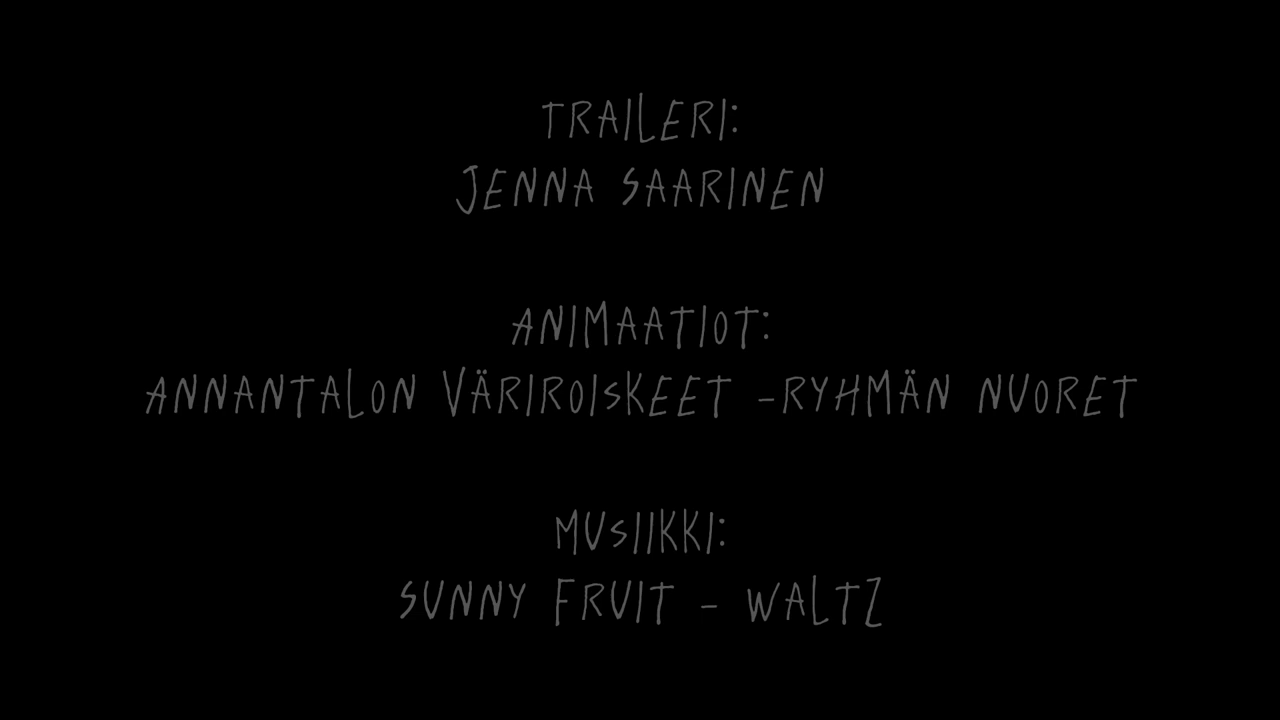 TRAILERI:
JENNA SAARINEN
ANIMAATIOT:
ANNANTALON VÄRIROISKEET -RYHMÄN NUORET
MUSIIKKI:
SUNNY FRUIT - WALTZ